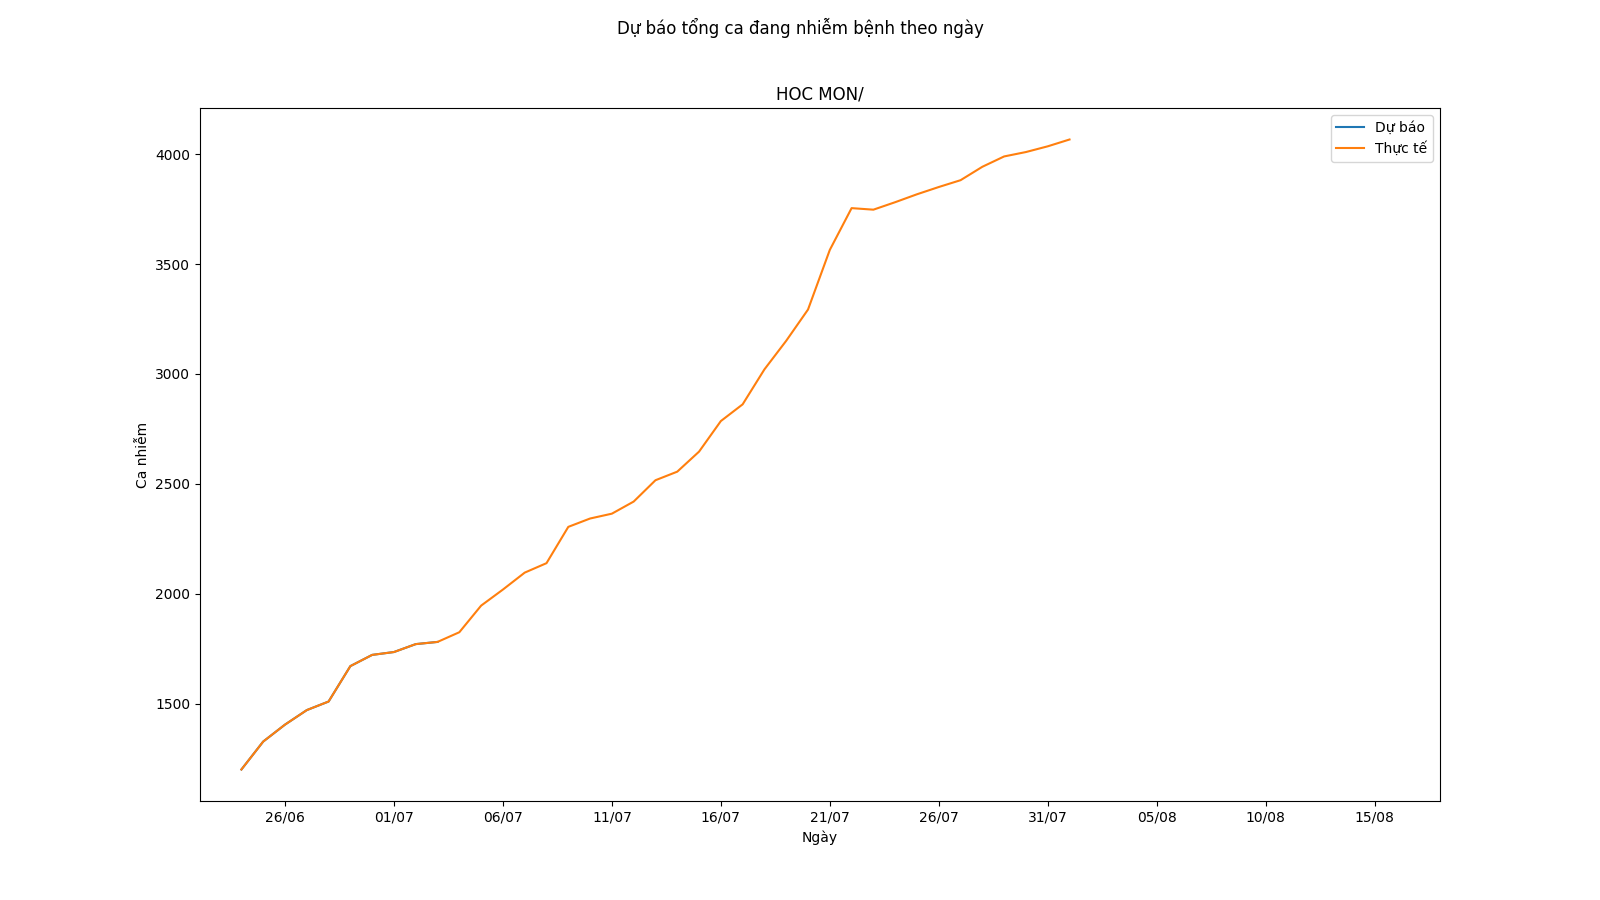 Dự báo tổng ca đang nhiễm bệnh theo ngày
HOC MON/
Dự báo
Thực tế
4000
3500
3000
2500
2000
1500
Ca nhiễm
26/06 01/07 06/07 11/07 16/07 21/07 26/07 31/07 05/08 10/08 15/08
Ngày